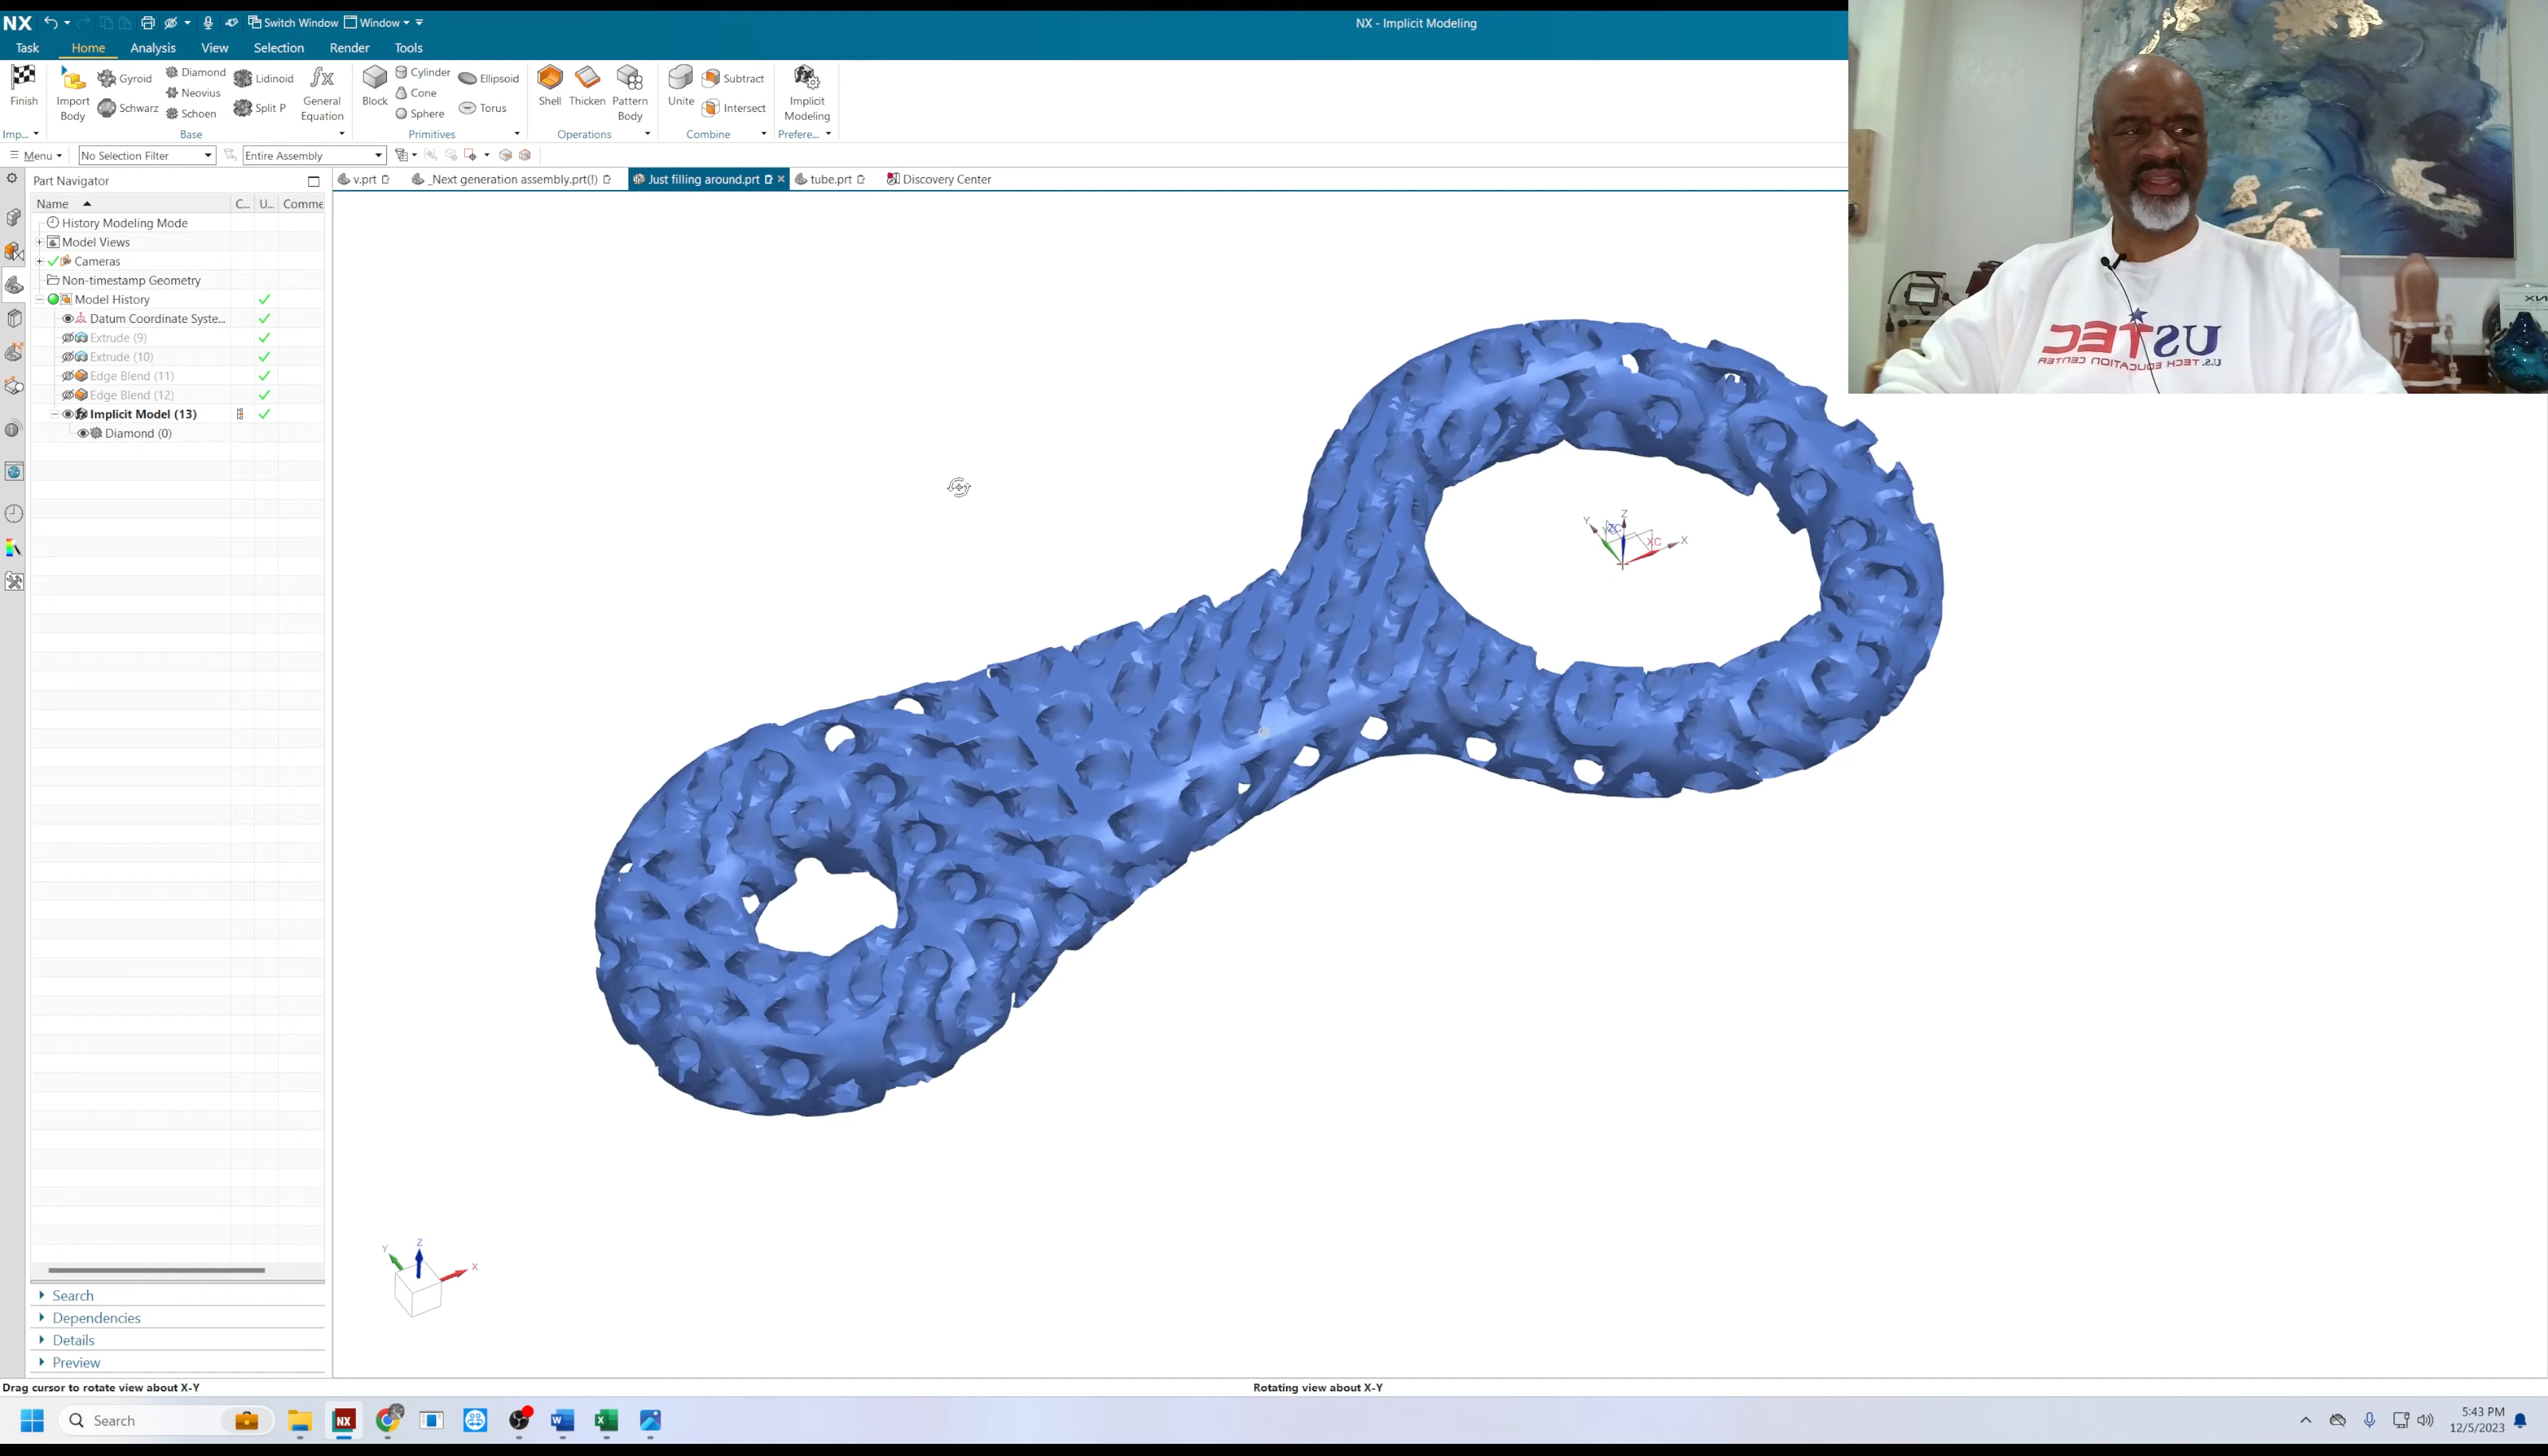 NX
Switch Window
Window
NX - Implicit Modeling
Task Home Analysis View Selection Render Tools
Finish
Import Body
Gyroid
Schwarz
Diamond
Neovius
Schoen
Lidinoid
Split P
General Equation
Block
Cylinder
Cone
Sphere
Ellipsoid
Torus
Shell
Thicken
Pattern Body
Unite
Subtract
Intersect
Implicit Modeling
Imp...
Base
Primitives
Operations
Combine
Prefere...
Menu
No Selection Filter
Entire Assembly
Part Navigator
v.prt
_Next generation assembly.prt(!)
Just filling around.prt
tube.prt
Discovery Center
Name C... U... Comme
History Modeling Mode
Model Views
Cameras
Non-timestamp Geometry
Model History
Datum Coordinate Syste...
Extrude (9)
Extrude (10)
Edge Blend (11)
Edge Blend (12)
Implicit Model (13)
Diamond (0)
USTEC
U.S. TECH EDUCATION CENTER
NX
Z
Y
X
ZC
XC
Y
Z
X
Search
Dependencies
Details
Preview
Drag cursor to rotate view about X-Y
Rotating view about X-Y
Search
NX
5:43 PM
12/5/2023